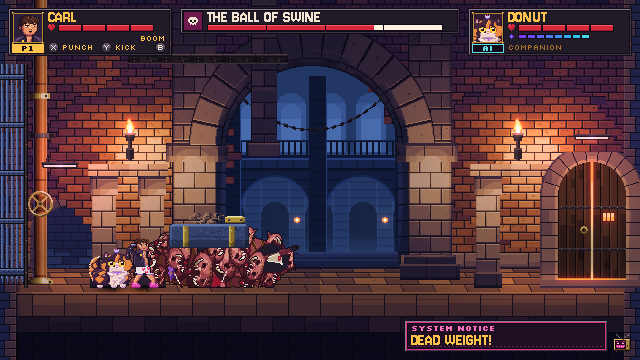 CARL
P1
X PUNCH Y KICK
BOOM
B
THE BALL OF SWINE
DONUT
AI
COMPANION
SYSTEM NOTICE
DEAD WEIGHT!